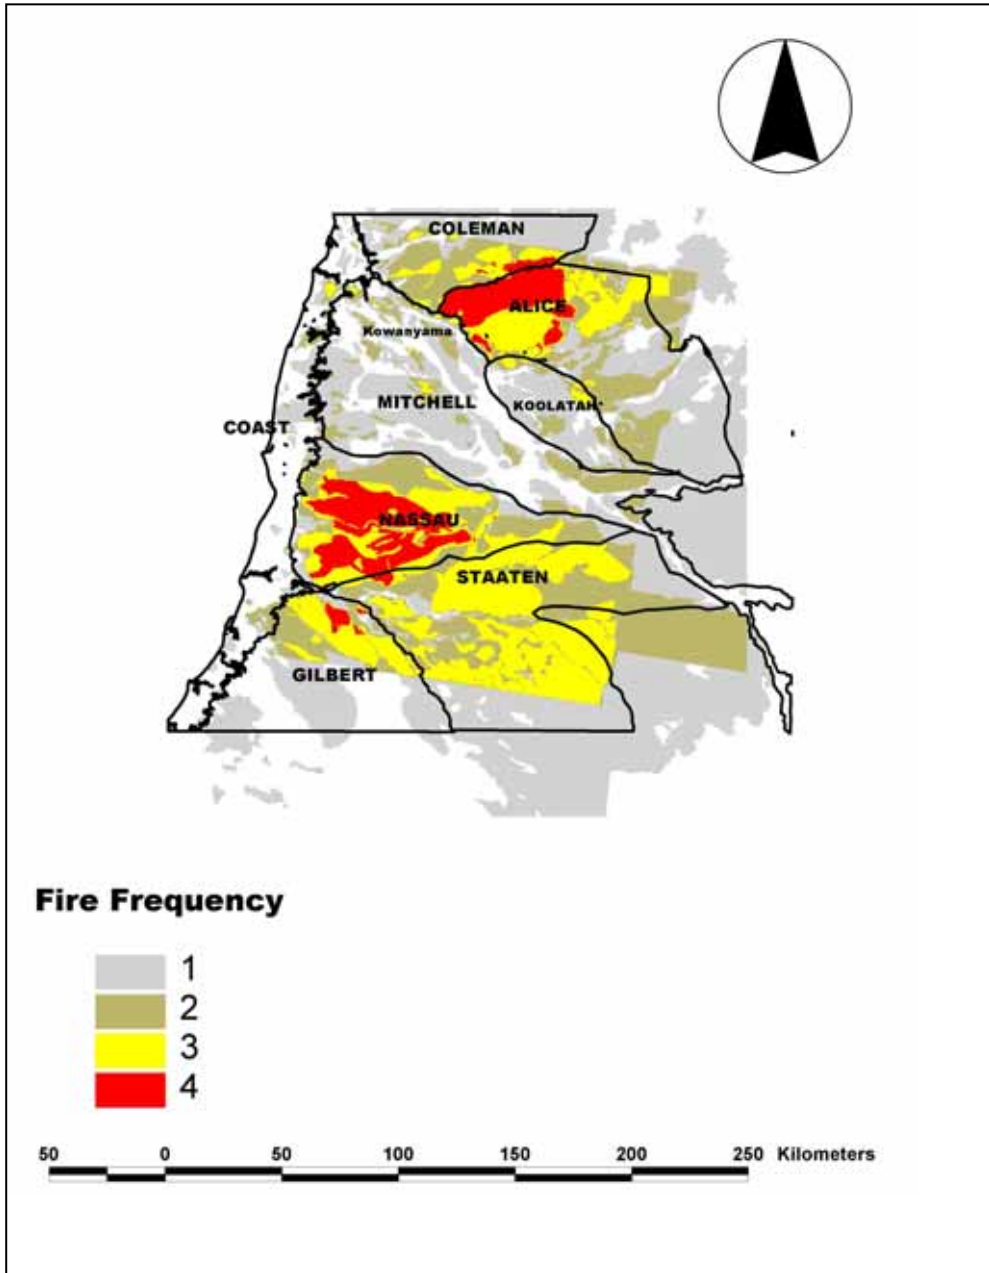 COLEMAN
ALICE
Kowanyama
MITCHELL
KOOLATAH
COAST
NASSAU
STAATEN
GILBERT
Fire Frequency
1
2
3
4
50 0 50 100 150 200 250 Kilometers